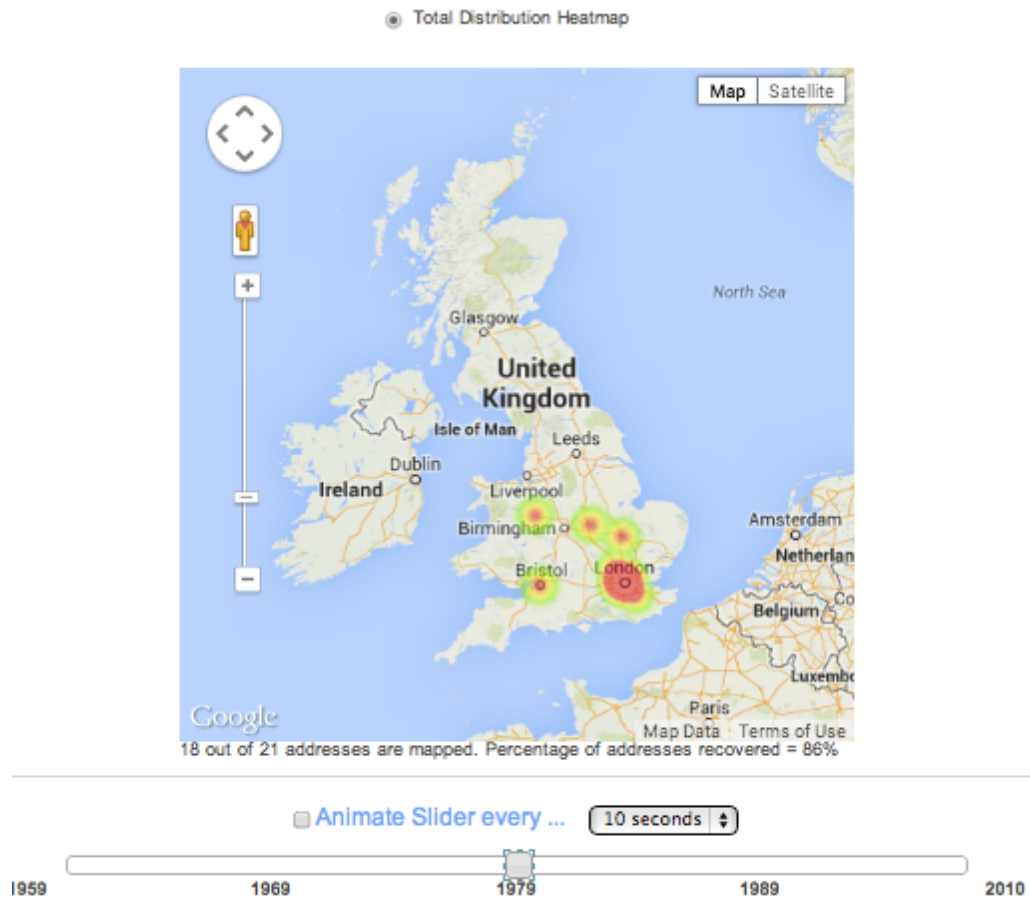 Total Distribution Heatmap
Map Satellite
North Sea
Glasgow
United
Kingdom
Isle of Man
Leeds
Dublin
Ireland
Liverpool
Birmingham
Amsterdam
Netherlan
Bristol
London
Belgium
Co
Luxemb
Paris
Google
Map Data Terms of Use
18 out of 21 addresses are mapped. Percentage of addresses recovered = 86%
Animate Slider every ... 10 seconds
1959 1969 1979 1989 2010